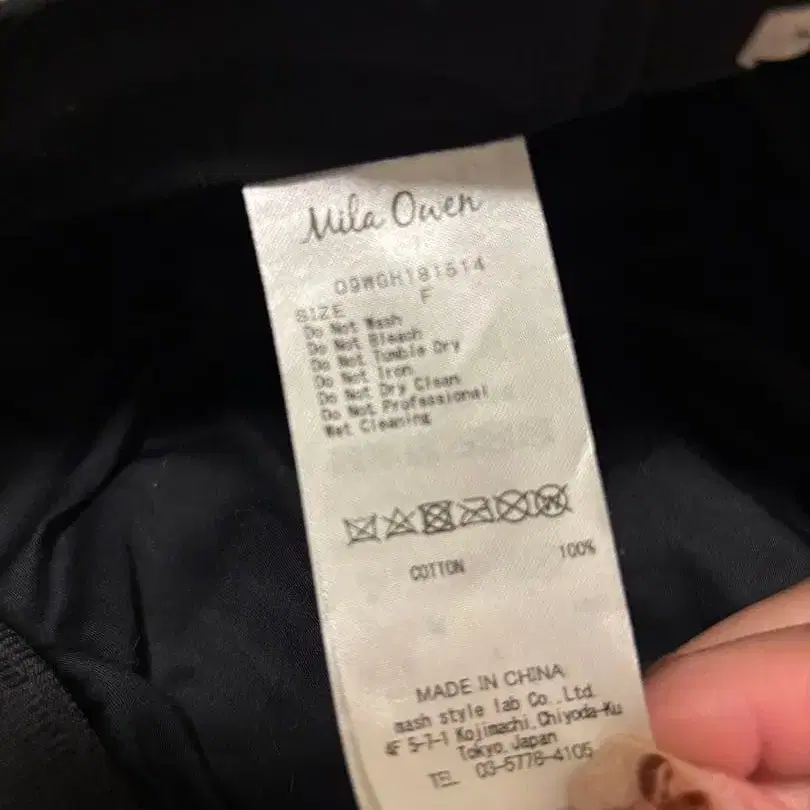 Mila Owen
09WGH181514
SIZE F
Do Not Wash
Do Not Bleach
Do Not Tumble Dry
Do Not Iron
Do Not Dry Clean
Do Not Professional
Wet Cleaning
W
COTTON 100%
MADE IN CHINA
mash style lab Co.,Ltd.
4F 5-7-1 Kojimachi,Chiyoda-Ku
Tokyo,Japan
TEL 03-5778-4105